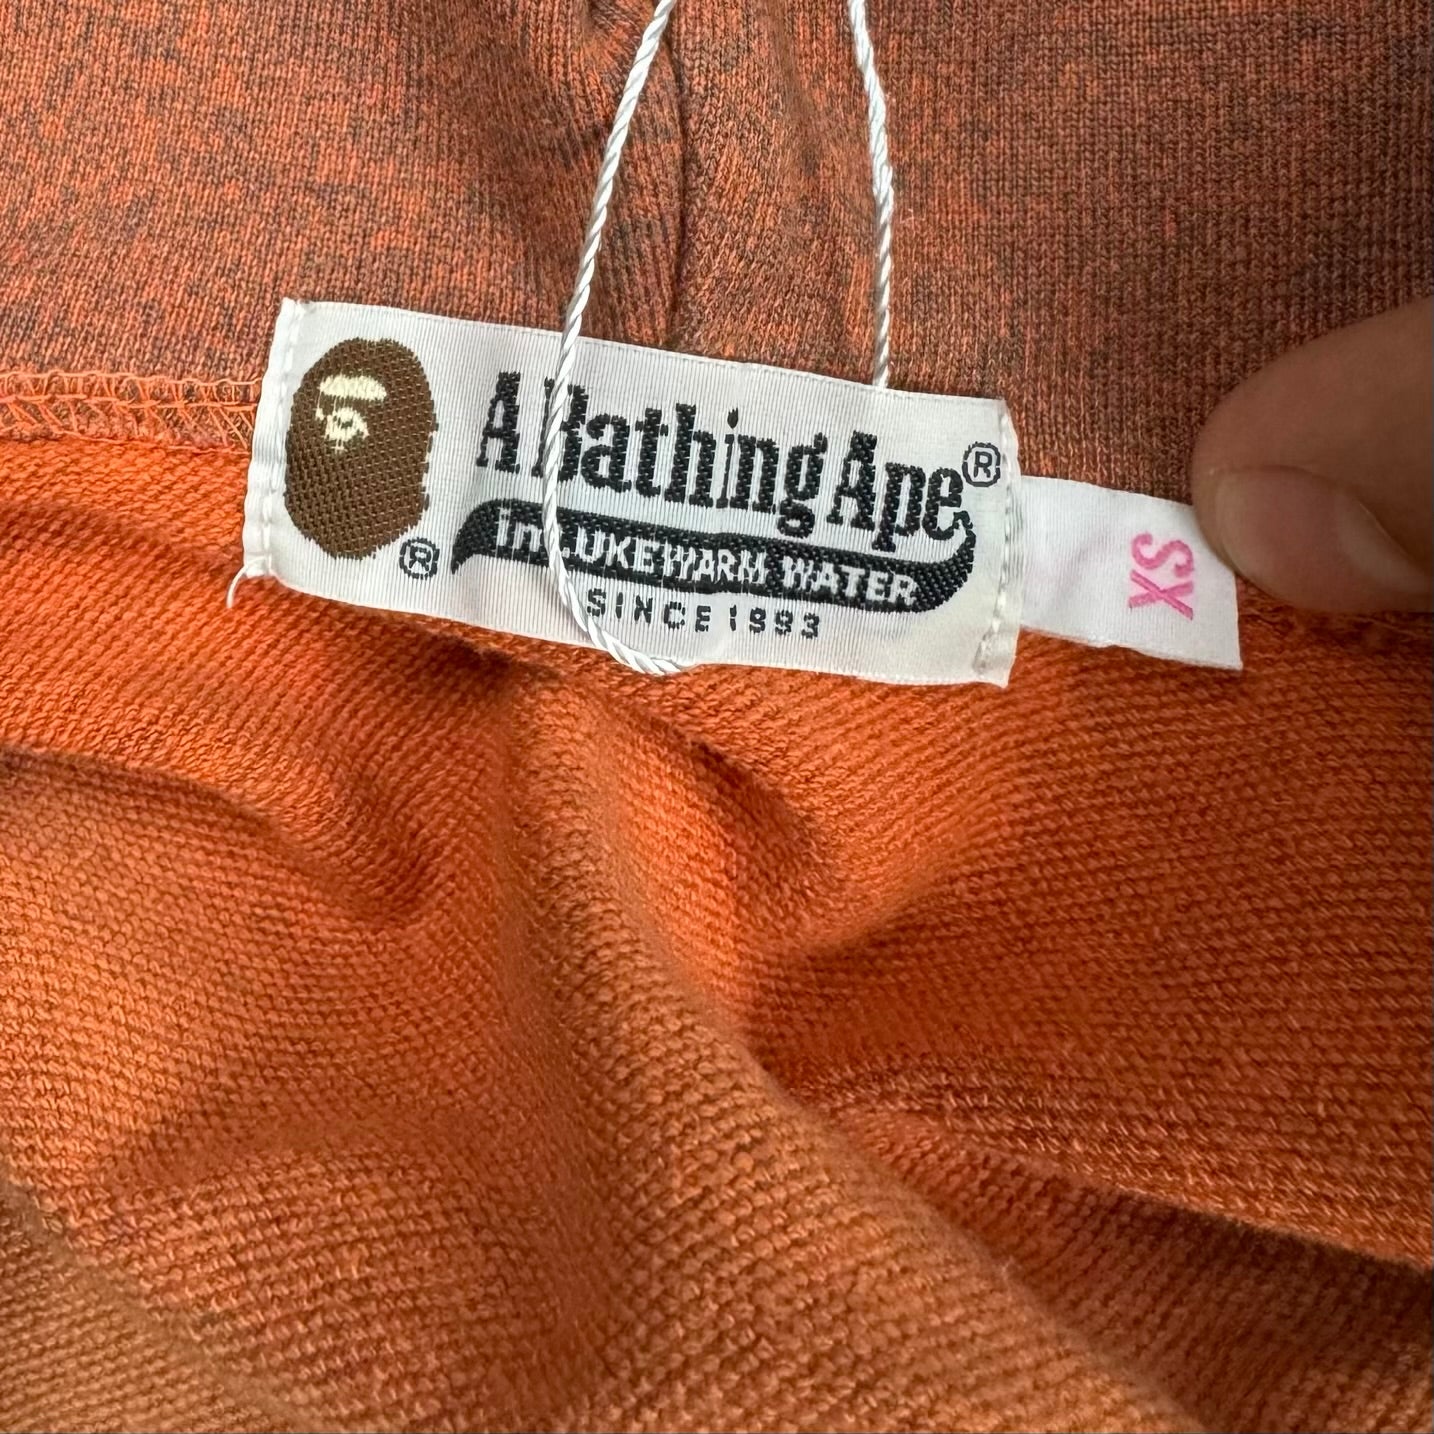 A Bathing Ape®
in LUKEWARM WATER
SINCE 1993
®
XS